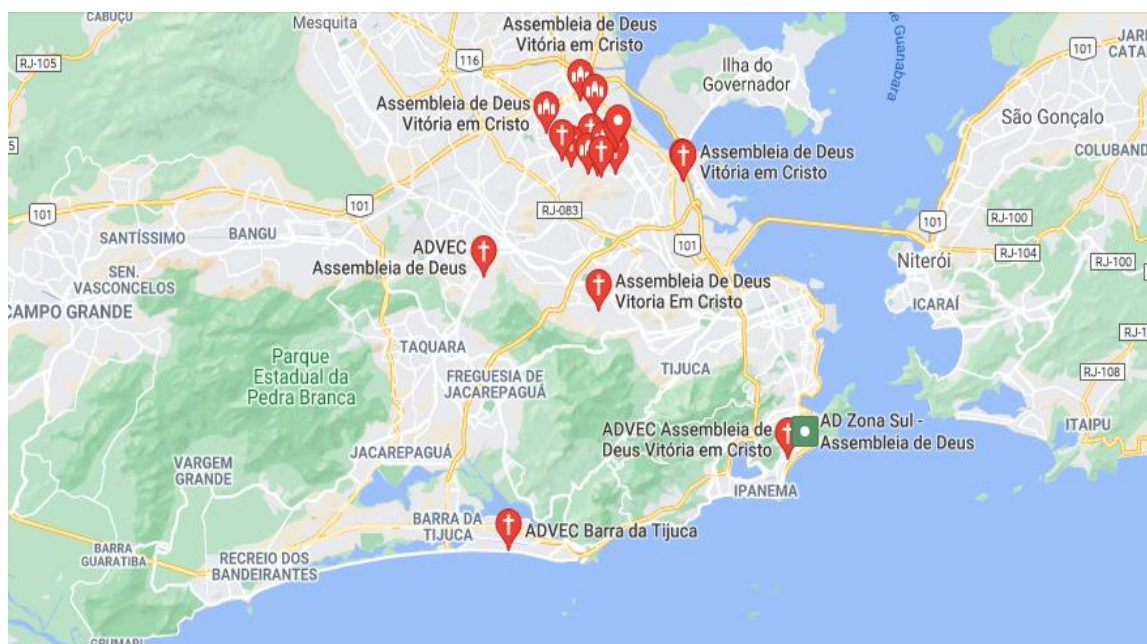 CABUÇU
Mesquita
RJ-105
116
Assembleia de Deus
Vitória em Cristo
Assembleia de Deus
Vitória em Cristo
Ilha do
Governador
101
São Gonçalo
Assembleia de Deus
Vitória em Cristo
RJ-083
101
101
SANTÍSSIMO
BANGU
SEN.
VASCONCELOS
CAMPO GRANDE
ADVEC
Assembleia de Deus
101
101
RJ-100
RJ-104
RJ-100
Niterói
ICARAÍ
Assembleia De Deus
Vitoria Em Cristo
TAQUARA
Parque
Estadual da
Pedra Branca
FREGUESIA DE
JACAREPAGUÁ
TIJUCA
RJ-108
ADVEC Assembleia de
Deus Vitória em Cristo
AD Zona Sul -
Assembleia de Deus
ITAIPU
JACAREPAGUÁ
VARGEM
GRANDE
IPANEMA
BARRA DA
TIJUCA
ADVEC Barra da Tijuca
BARRA
GUARATIBA
RECREIO DOS
BANDEIRANTES